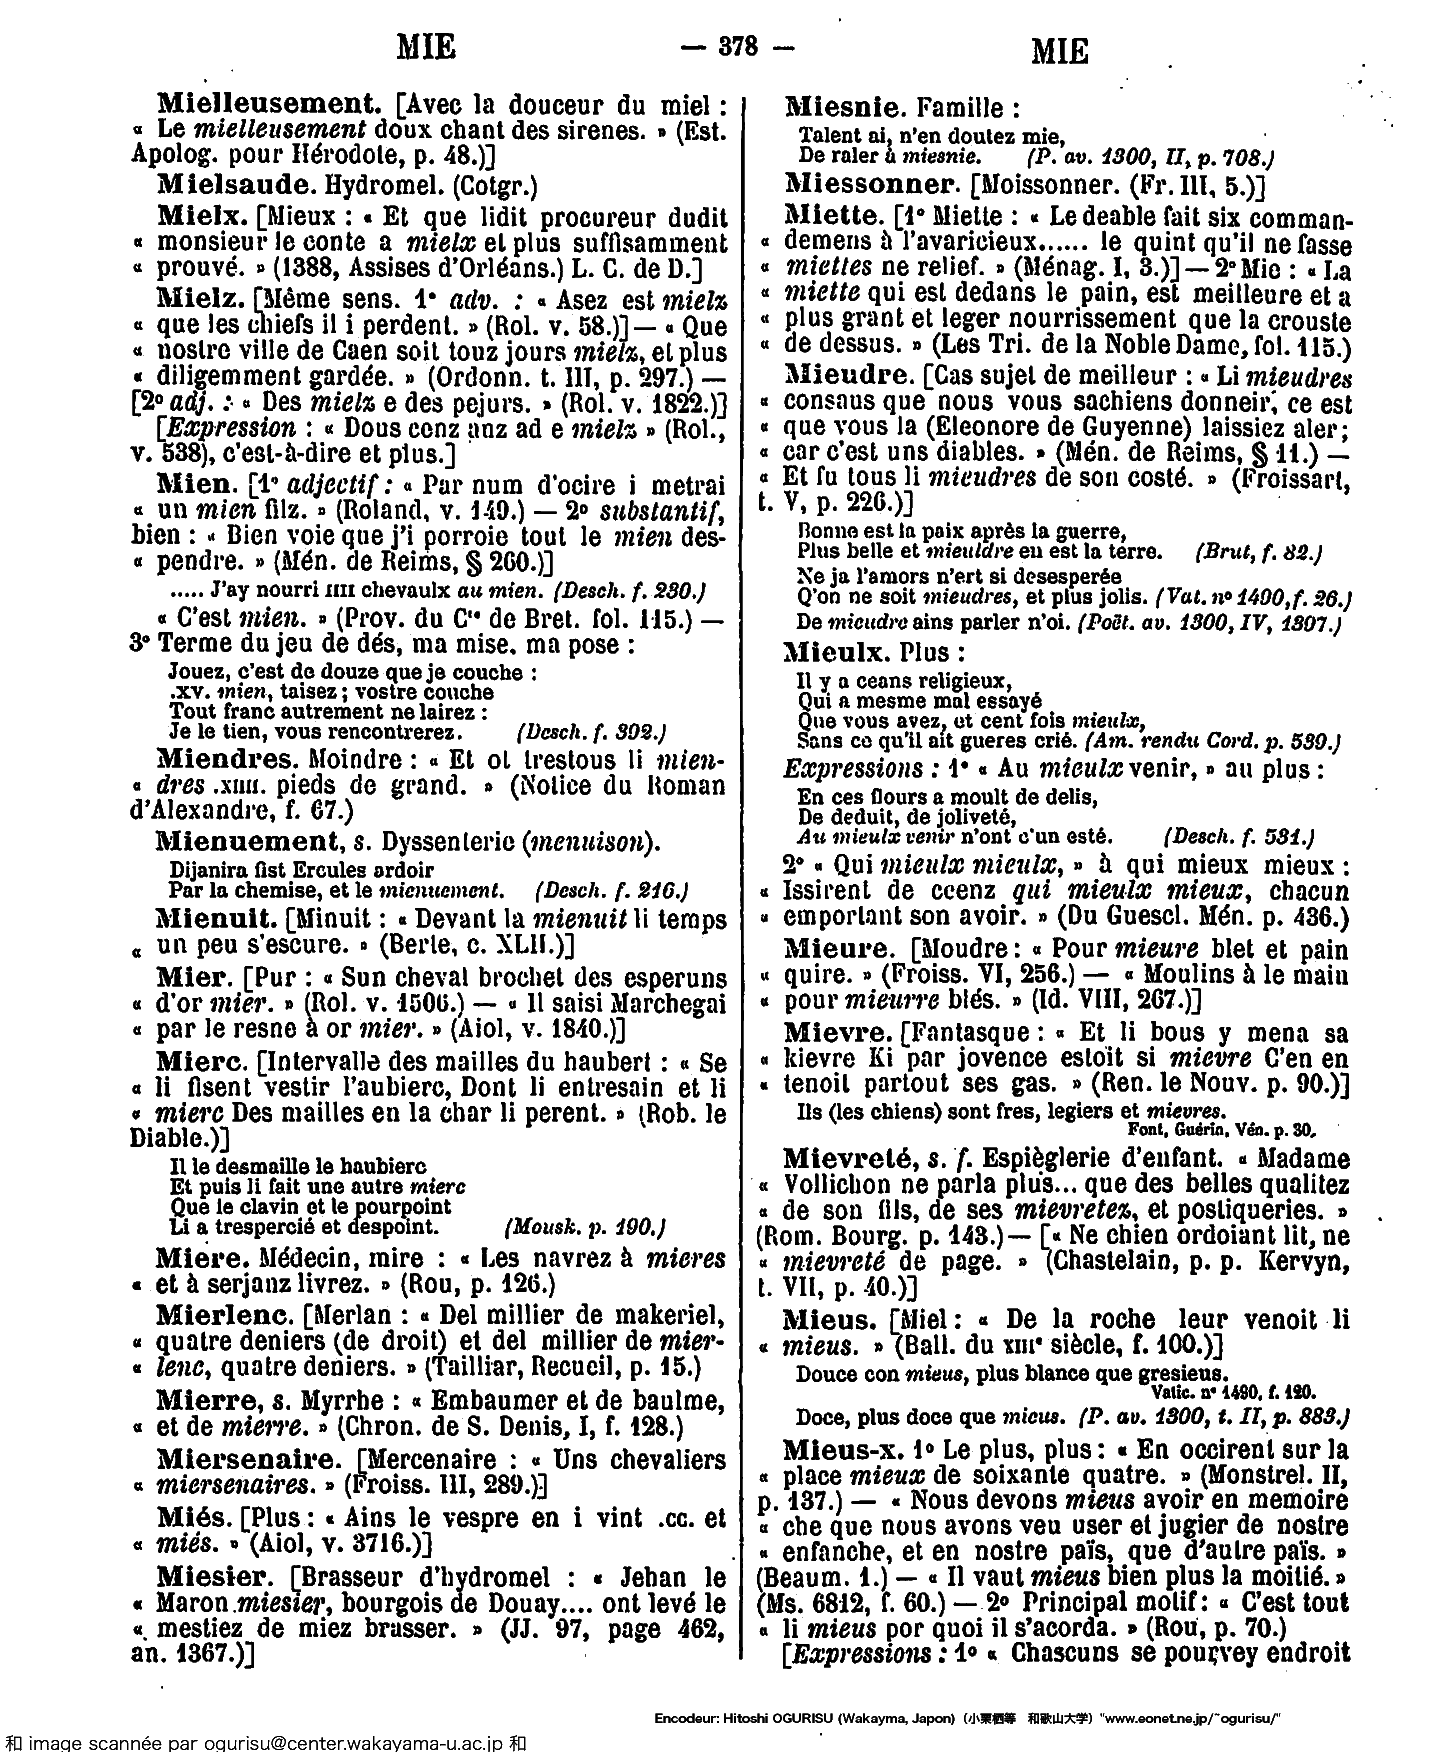 MIE — 378 — MIE
Mielleusement. [Avec la douceur du miel :
« Le mielleusement doux chant des sirenes. » (Est.
Apolog. pour Hérodote, p. 48.)]
Mielsaude. Hydromel. (Cotgr.)
Mielx. [Mieux : « Et que lidit procureur dudit
« monsieur le conte a mielx et plus suffisamment
« prouvé. » (1388, Assises d'Orléans.) L. C. de D.]
Mielz. [Même sens. 1° adv. : « Asez est mielz
« que les chiefs il i perdent. » (Rol. v. 58.)] — « Que
« nostre ville de Caen soit touz jours mielz, et plus
« diligemment gardée. » (Ordonn. t. III, p. 297.) —
[2° adj. : « Des mielz e des pejurs. » (Rol. v. 1822.)]
[Expression : « Dous conz anz ad e mielz » (Rol.,
v. 538), c'est-à-dire et plus.]
Mien. [1° adjectif : « Par num d'ocire i metrai
« un mien filz. » (Roland, v. 149.) — 2° substantif,
bien : « Bien voie que j'i porroie tout le mien des-
« pendre. » (Mén. de Reims, § 260.)]
..... J'ay nourri IIII chevaulx au mien. (Desch. f. 230.)
« C'est mien. » (Prov. du Cte de Bret. fol. 115.) —
3° Terme du jeu de dés, ma mise, ma pose :
Jouez, c'est de douze que je couche :
.XV. mien, taisez ; vostre couche
Tout franc autrement ne lairez :
Je le tien, vous rencontrerez. (Desch. f. 302.)
Miendres. Moindre : « Et ot trestous li mien-
« dres .XIIII. pieds de grand. » (Notice du Roman
d'Alexandre, f. 67.)
Mienuement, s. Dyssenterie (menuison).
Dijanira fist Ercules ardoir
Par la chemise, et le mienuement. (Desch. f. 216.)
Mienuit. [Minuit : « Devant la mienuit li temps
« un peu s'escure. » (Berte, c. XLII.)]
Mier. [Pur : « Sun cheval brochet des esperuns
« d'or mier. » (Rol. v. 1506.) — « Il saisi Marchegai
« par le resne à or mier. » (Aiol, v. 1840.)]
Mierc. [Intervalle des mailles du haubert : « Se
« li fisent vestir l'aubierc, Dont li entresain et li
« mierc Des mailles en la char li perent. » (Rob. le
Diable.)]
Il le desmaille le haubierc
Et puis li fait une autre mierc
Que le clavin et le pourpoint
Li a trespercié et despoint. (Mousk. p. 190.)
Miere. Médecin, mire : « Les navrez à mieres
« et à serjanz livrez. » (Rou, p. 126.)
Mierlenc. [Merlan : « Del millier de makeriel,
« quatre deniers (de droit) et del millier de mier-
« lenc, quatre deniers. » (Tailliar, Recueil, p. 15.)
Mierre, s. Myrrhe : « Embaumer et de baulme,
« et de mierre. » (Chron. de S. Denis, I, f. 128.)
Miersenaire. [Mercenaire : « Uns chevaliers
« miersenaires. » (Froiss. III, 289.)]
Miés. [Plus : « Ains le vespre en i vint .cc. et
« miés. » (Aiol, v. 3716.)]
Miesier. [Brasseur d'hydromel : « Jehan le
« Maron miesier, bourgois de Douay.... ont levé le
« mestiez de miez brasser. » (JJ. 97, page 462,
an. 1367.)]
Miesnie. Famille :
Talent ai, n'en doutez mie,
De raler à miesnie. (P. av. 1300, II, p. 708.)
Miessonner. [Moissonner. (Fr. III, 5.)]
Miette. [1° Miette : « Le deable fait six comman-
« demens à l'avaricieux...... le quint qu'il ne fasse
« miettes ne relief. » (Ménag. I, 3.)] — 2° Mie : « La
« miette qui est dedans le pain, est meilleure et a
« plus grant et leger nourrissement que la crouste
« de dessus. » (Les Tri. de la Noble Dame, fol. 115.)
Mieudre. [Cas sujet de meilleur : « Li mieudres
« consaus que nous vous sachiens donneir, ce est
« que vous la (Eleonore de Guyenne) laissiez aler ;
« car c'est uns diables. » (Mén. de Reims, § 11.) —
« Et fu tous li mieudres de son costé. » (Froissart,
t. V, p. 226.)]
Bonne est la paix après la guerre,
Plus belle et mieuldre en est la terre. (Brut, f. 82.)
Ne ja l'amors n'ert si desesperée
Q'on ne soit mieudres, et plus jolis. (Vat. n° 1490, f. 26.)
De mieudre ains parler n'oi. (Poët. av. 1300, IV, 1307.)
Mieulx. Plus :
Il y a ceans religieux,
Qui a mesme mal essayé
Que vous avez, et cent fois mieulx,
Sans ce qu'il ait gueres crié. (Am. rendu Cord. p. 539.)
Expressions : 1° « Au mieulx venir, » au plus :
En ces flours a moult de delis,
De deduit, de joliveté,
Au mieulx venir n'ont c'un esté. (Desch. f. 531.)
2° « Qui mieulx mieulx, » à qui mieux mieux :
« Issirent de ceenz qui mieulx mieux, chacun
« emportant son avoir. » (Du Guescl. Mén. p. 436.)
Mieure. [Moudre : « Pour mieure blet et pain
« quire. » (Froiss. VI, 256.) — « Moulins à le main
« pour mieurre blés. » (Id. VIII, 267.)]
Mievre. [Fantasque : « Et li bous y mena sa
« kievre Ki par jovence estoit si mievre C'en en
« tenoit partout ses gas. » (Ren. le Nouv. p. 90.)]
Ils (les chiens) sont fres, legiers et mievres.
Font. Guérin, Vén. p. 30.
Mievreté, s. f. Espièglerie d'enfant. « Madame
« Vollichon ne parla plus... que des belles qualitez
« de son fils, de ses mievretez, et postiqueries. »
(Rom. Bourg. p. 143.) — [« Ne chien ordoiant lit, ne
« mievreté de page. » (Chastelain, p. p. Kervyn,
t. VII, p. 40.)]
Mieus. [Miel : « De la roche leur venoit li
« mieus. » (Ball. du XIIIe siècle, f. 100.)]
Douce con mieus, plus blance que gresieus.
Vatic. n° 1490, f. 120.
Doce, plus doce que mieus. (P. av. 1300, t. II, p. 883.)
Mieus-x. 1° Le plus, plus : « En occirent sur la
« place mieux de soixante quatre. » (Monstrel. II,
p. 137.) — « Nous devons mieus avoir en memoire
« che que nous avons veu user et jugier de nostre
« enfanche, et en nostre païs, que d'autre païs. »
(Beaum. 1.) — « Il vaut mieus bien plus la moitié. »
(Ms. 6812, f. 60.) — 2° Principal motif : « C'est tout
« li mieus por quoi il s'acorda. » (Rou, p. 70.)
[Expressions : 1° « Chascuns se pourvey endroit
Encodeur: Hitoshi OGURISU (Wakayma, Japon) (小栗栖等 和歌山大学) "www.eonet.ne.jp/~ogurisu/"
和 image scannée par ogurisu@center.wakayama-u.ac.jp 和